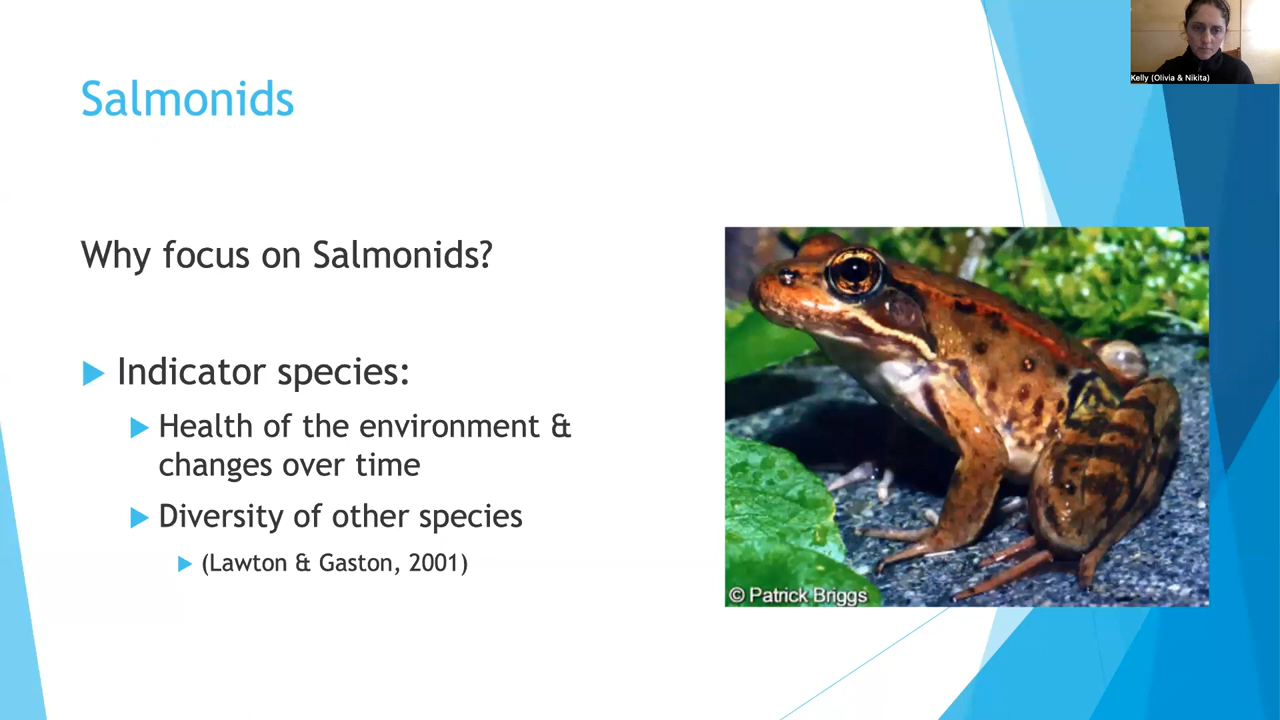 Kelly (Olivia & Nikita)
Salmonids
Why focus on Salmonids?
Indicator species:
Health of the environment &
changes over time
Diversity of other species
(Lawton & Gaston, 2001)
© Patrick Briggs